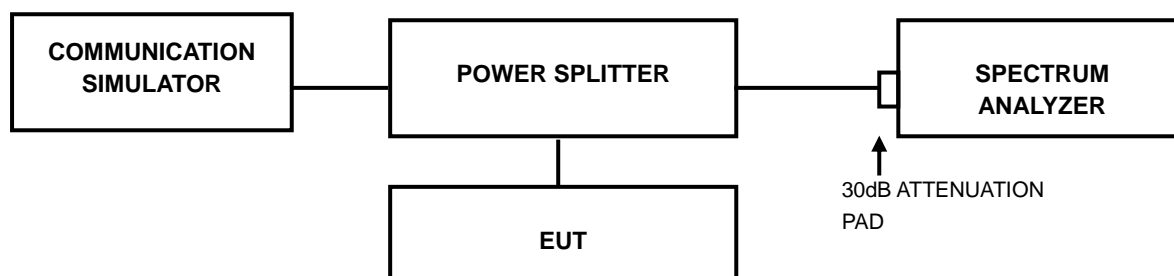 COMMUNICATION
SIMULATOR
POWER SPLITTER
SPECTRUM
ANALYZER
30dB ATTENUATION
PAD
EUT